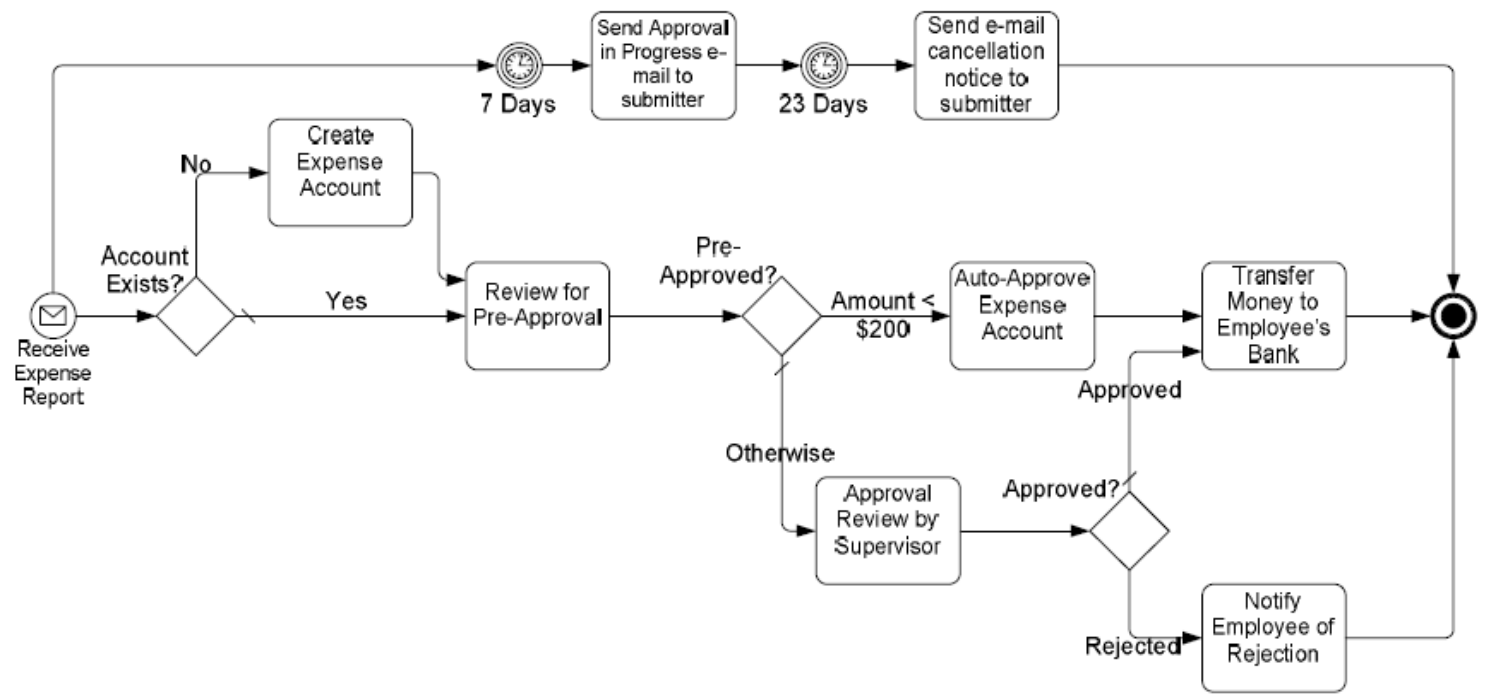 Send Approval
in Progress e-
mail to
submitter
Send e-mail
cancellation
notice to
submitter
7 Days
23 Days
Create
Expense
Account
No
Account
Exists?
Yes
Receive
Expense
Report
Review for
Pre-Approval
Pre-
Approved?
Amount <
$200
Auto-Approve
Expense
Account
Transfer
Money to
Employee's
Bank
Approved
Otherwise
Approval
Review by
Supervisor
Approved?
Rejected
Notify
Employee of
Rejection